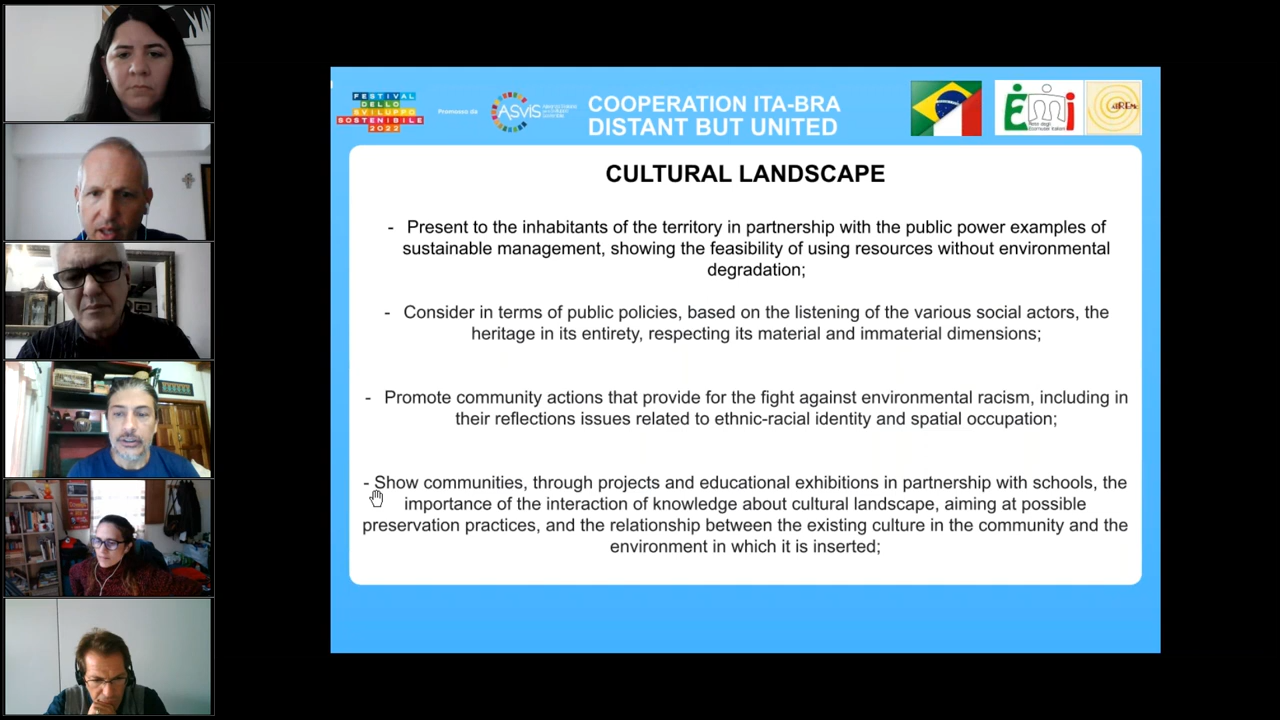 FESTIVAL
DELLO
SVILUPPO
SOSTENIBILE
2022
Promosso da
ASviS
COOPERATION ITA-BRA
DISTANT BUT UNITED
CULTURAL LANDSCAPE
- Present to the inhabitants of the territory in partnership with the public power examples of
sustainable management, showing the feasibility of using resources without environmental
degradation;
- Consider in terms of public policies, based on the listening of the various social actors, the
heritage in its entirety, respecting its material and immaterial dimensions;
- Promote community actions that provide for the fight against environmental racism, including in
their reflections issues related to ethnic-racial identity and spatial occupation;
- Show communities, through projects and educational exhibitions in partnership with schools, the
importance of the interaction of knowledge about cultural landscape, aiming at possible
preservation practices, and the relationship between the existing culture in the community and the
environment in which it is inserted;